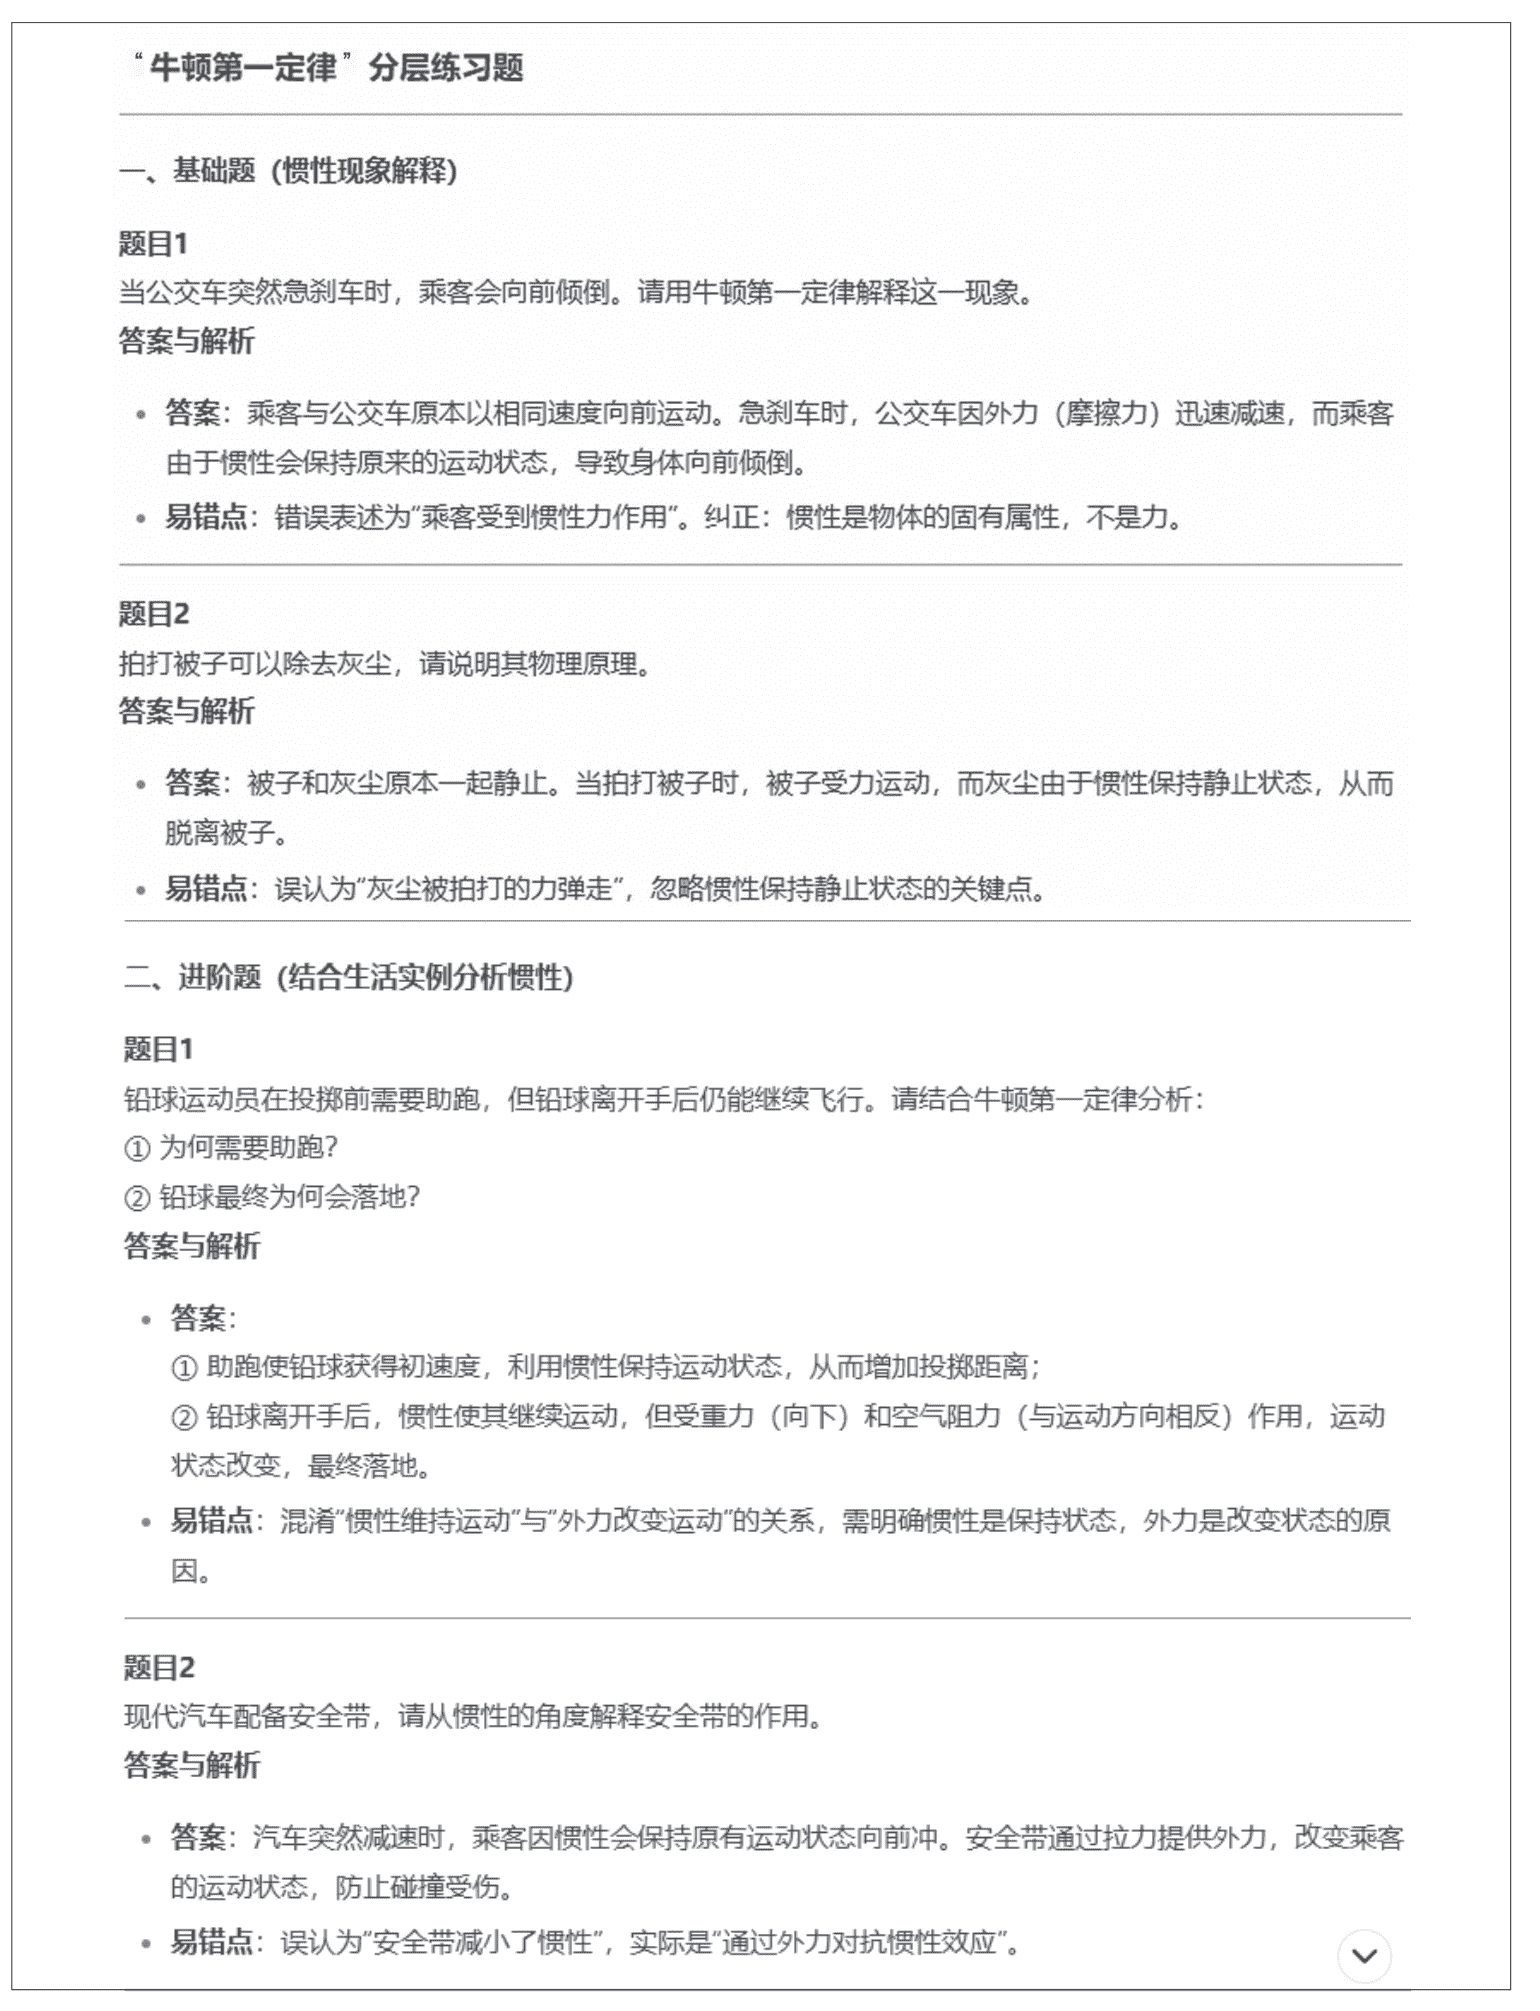 “牛顿第一定律”分层练习题
一、基础题（惯性现象解释)
题目1
当公交车突然急刹车时，乘客会向前倾倒。请用牛顿第一定律解释这一现象。
答案与解析
• 答案：乘客与公交车原本以相同速度向前运动。急刹车时，公交车因外力（摩擦力）迅速减速，而乘客
由于惯性会保持原来的运动状态，导致身体向前倾倒。
• 易错点：错误表述为"乘客受到惯性力作用"。纠正：惯性是物体的固有属性，不是力。
题目2
拍打被子可以除去灰尘，请说明其物理原理。
答案与解析
• 答案：被子和灰尘原本一起静止。当拍打被子时，被子受力运动，而灰尘由于惯性保持静止状态，从而
脱离被子。
• 易错点：误认为"灰尘被拍打的力弹走"，忽略惯性保持静止状态的关键点。
二、进阶题（结合生活实例分析惯性)
题目1
铅球运动员在投掷前需要助跑，但铅球离开手后仍能继续飞行。请结合牛顿第一定律分析：
① 为何需要助跑？
② 铅球最终为何会落地？
答案与解析
• 答案：
① 助跑使铅球获得初速度，利用惯性保持运动状态，从而增加投掷距离；
② 铅球离开手后，惯性使其继续运动，但受重力（向下）和空气阻力（与运动方向相反）作用，运动
状态改变，最终落地。
• 易错点：混淆"惯性维持运动"与"外力改变运动"的关系，需明确惯性是保持状态，外力是改变状态的原
因。
题目2
现代汽车配备安全带，请从惯性的角度解释安全带的作用。
答案与解析
• 答案：汽车突然减速时，乘客因惯性会保持原有运动状态向前冲。安全带通过拉力提供外力，改变乘客
的运动状态，防止碰撞受伤。
• 易错点：误认为"安全带减小了惯性"，实际是"通过外力对抗惯性效应"。